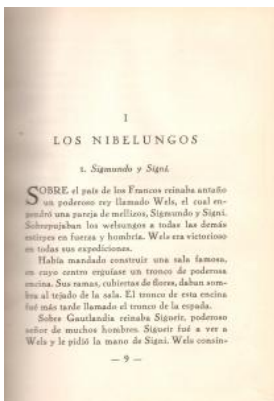 I
LOS NIBELUNGOS
1. Sigmundo y Signi.
SOBRE el país de los Francos reinaba antaño
un poderoso rey llamado Wels, el cual en-
gendró una pareja de mellizos, Sigmundo y Signi.
Sobrepujaban los welsungos a todas las demás
estirpes en fuerza y hombría. Wels era victorioso
en todas sus expediciones.
Había mandado construir una sala famosa,
en cuyo centro erguíase un tronco de poderosa
encina. Sus ramas, cubiertas de flores, daban som-
bra al tejado de la sala. El tronco de esta encina
fué más tarde llamado el tronco de la espada.
Sobre Gautlandia reinaba Sigueir, poderoso
señor de muchos hombres. Sigueir fué a ver a
Wels y le pidió la mano de Signi. Wels consin-
— 9 —